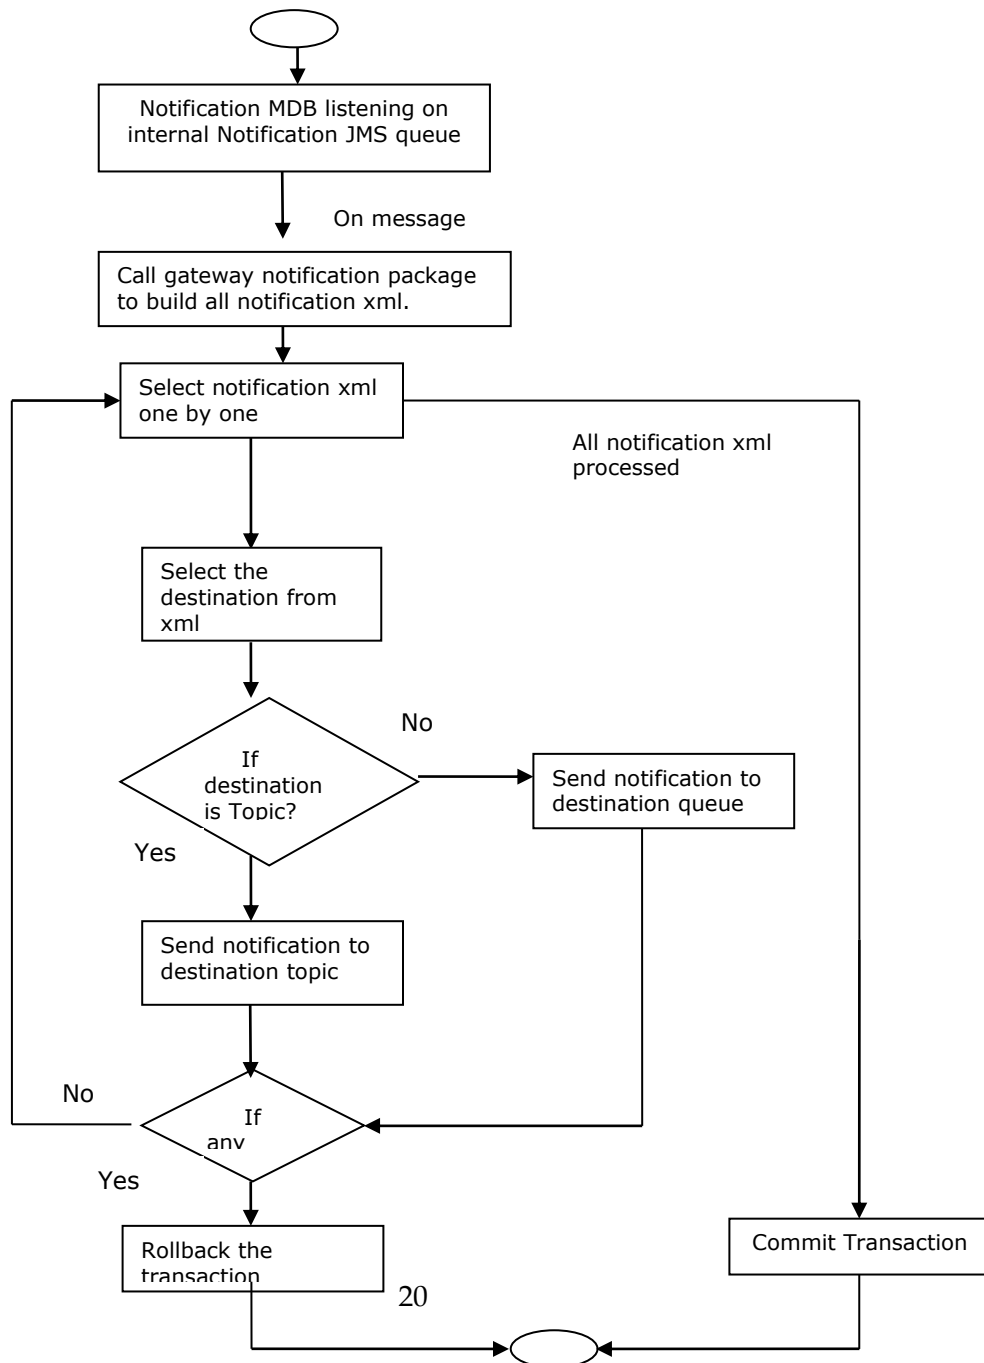 Notification MDB listening on
internal Notification JMS queue
On message
Call gateway notification package
to build all notification xml.
Select notification xml
one by one
All notification xml
processed
Select the
destination from
xml
No
If
destination
is Topic?
Send notification to
destination queue
Yes
Send notification to
destination topic
No
If
any
Yes
Rollback the
transaction
Commit Transaction
20